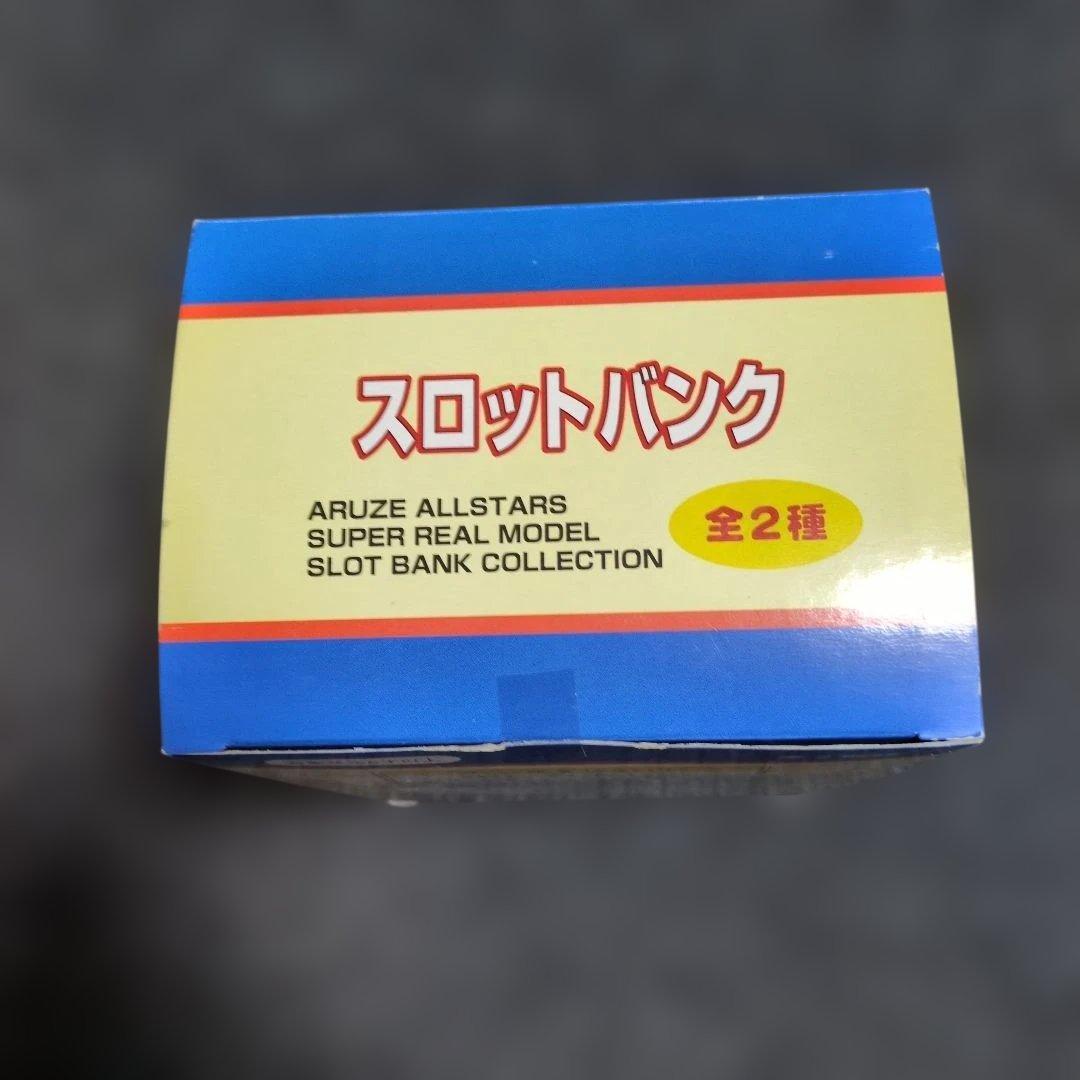 スロットバンク
ARUZE ALLSTARS
SUPER REAL MODEL
SLOT BANK COLLECTION
全2種